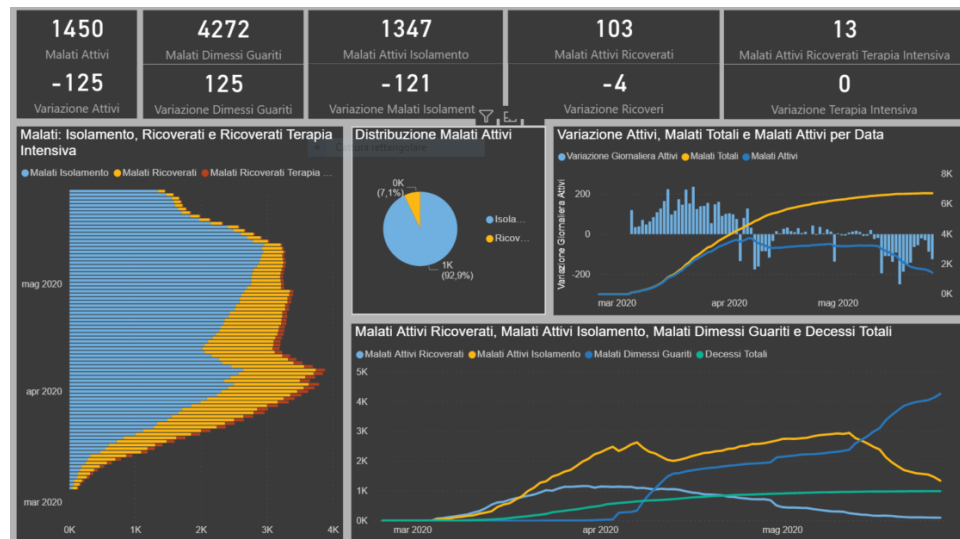 1450
Malati Attivi
-125
Variazione Attivi
4272
Malati Dimessi Guariti
125
Variazione Dimessi Guariti
1347
Malati Attivi Isolamento
-121
Variazione Malati Isolament
103
Malati Attivi Ricoverati
-4
Variazione Ricoveri
13
Malati Attivi Ricoverati Terapia Intensiva
0
Variazione Terapia Intensiva
Malati: Isolamento, Ricoverati e Ricoverati Terapia
Intensiva
Malati Isolamento Malati Ricoverati Malati Ricoverati Terapia ...
mag 2020
apr 2020
mar 2020
0K 1K 2K 3K 4K
Distribuzione Malati Attivi
Cattura rettangolare
0K
(7,1%)
1K
(92,9%)
Isola...
Ricov...
Variazione Attivi, Malati Totali e Malati Attivi per Data
Variazione Giornaliera Attivi Malati Totali Malati Attivi
Variazione Giornaliera Attivi
200
0
-200
8K
6K
4K
2K
0K
mar 2020 apr 2020 mag 2020
Malati Attivi Ricoverati, Malati Attivi Isolamento, Malati Dimessi Guariti e Decessi Totali
Malati Attivi Ricoverati Malati Attivi Isolamento Malati Dimessi Guariti Decessi Totali
5K
4K
3K
2K
1K
0K
mar 2020 apr 2020 mag 2020